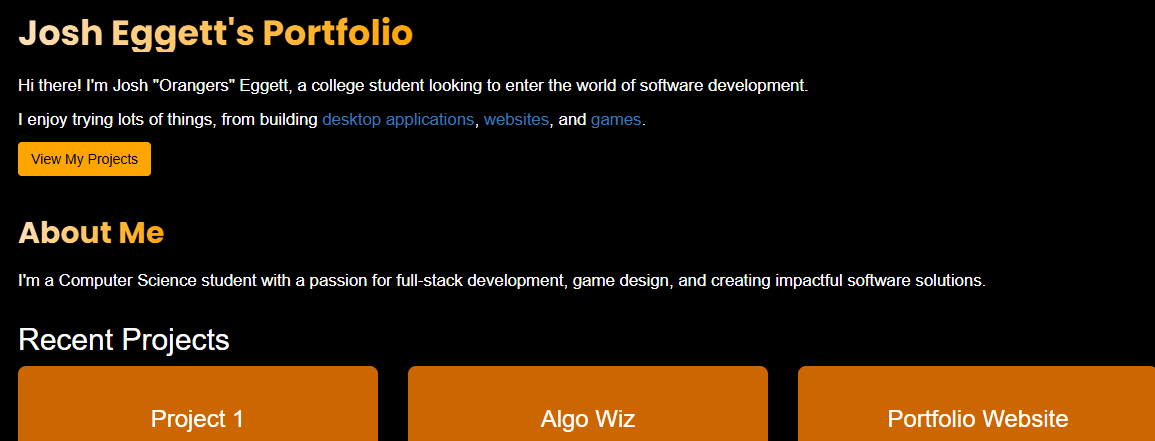 Josh Eggett's Portfolio
Hi there! I'm Josh "Orangers" Eggett, a college student looking to enter the world of software development.
I enjoy trying lots of things, from building desktop applications, websites, and games.
View My Projects
About Me
I'm a Computer Science student with a passion for full-stack development, game design, and creating impactful software solutions.
Recent Projects
Project 1
Algo Wiz
Portfolio Website